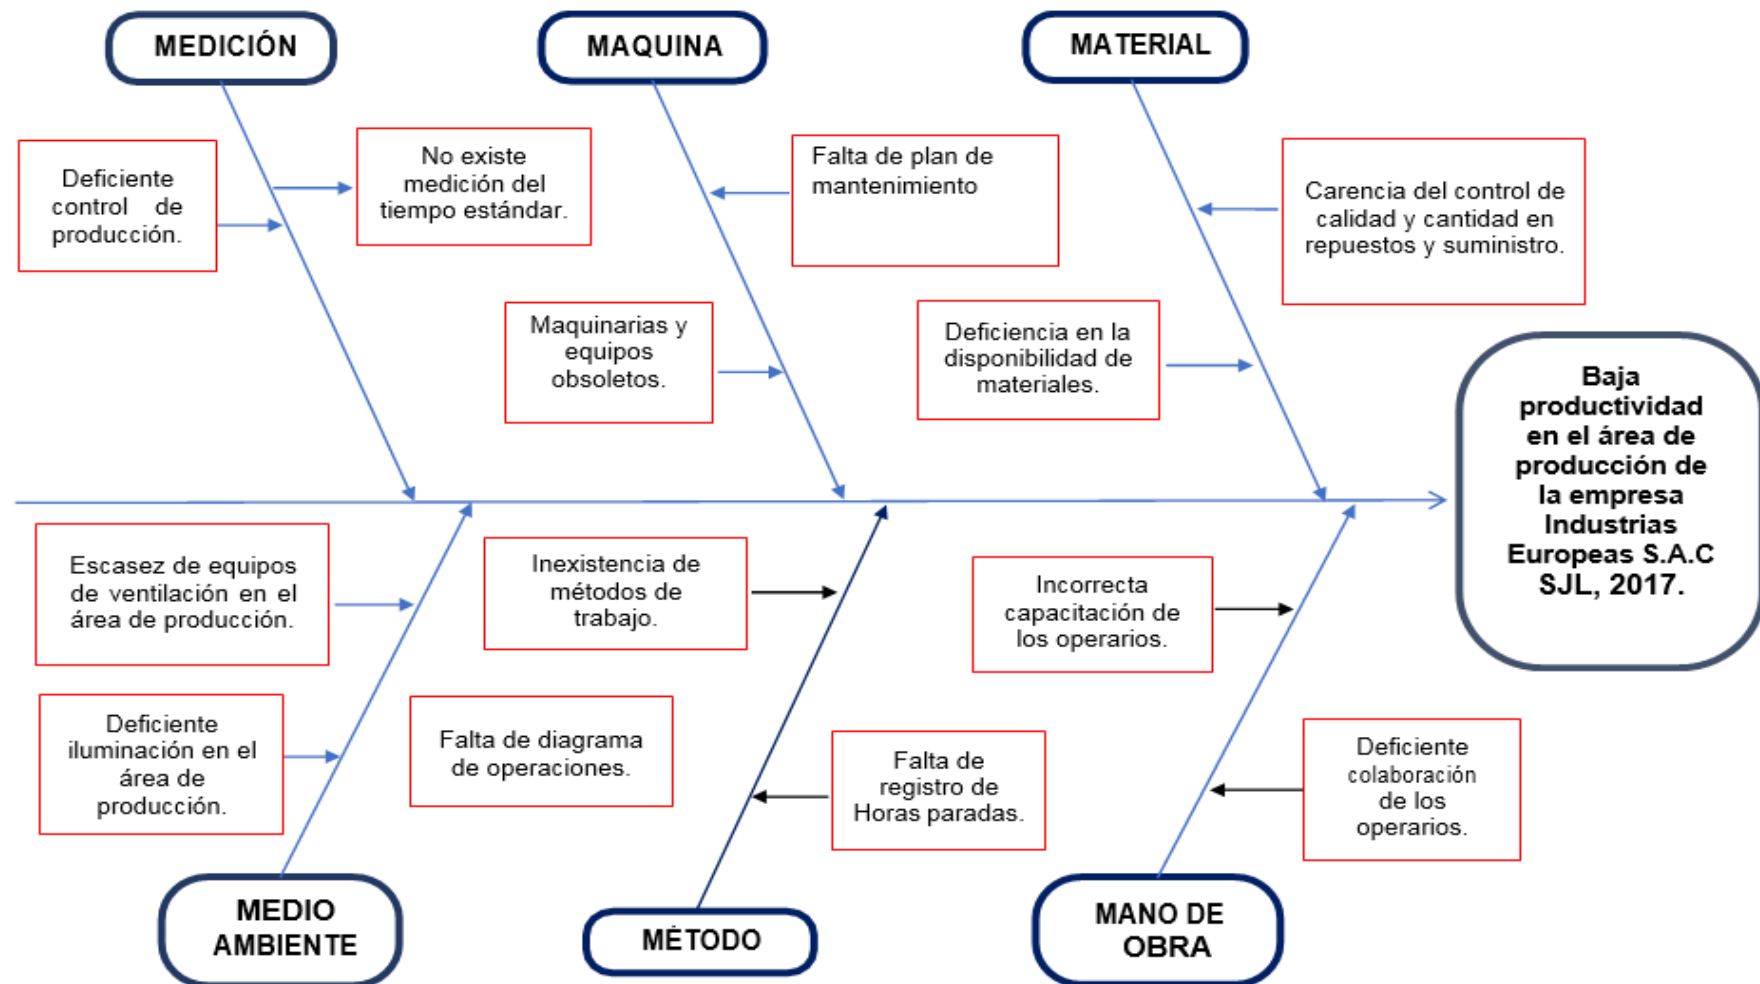 MEDICIÓN
MAQUINA
MATERIAL
Deficiente
control de
producción.
No existe
medición del
tiempo estándar.
Falta de plan de
mantenimiento
Carencia del control de
calidad y cantidad en
repuestos y suministro.
Maquinarias y
equipos
obsoletos.
Deficiencia en la
disponibilidad de
materiales.
Baja
productividad
en el área de
producción de
la empresa
Industrias
Europeas S.A.C
SJL, 2017.
Escasez de equipos
de ventilación en el
área de producción.
Inexistencia de
métodos de
trabajo.
Incorrecta
capacitación de
los operarios.
Deficiente
iluminación en el
área de
producción.
Falta de diagrama
de operaciones.
Falta de
registro de
Horas paradas.
Deficiente
colaboración
de los
operarios.
MEDIO
AMBIENTE
MÉTODO
MANO DE
OBRA